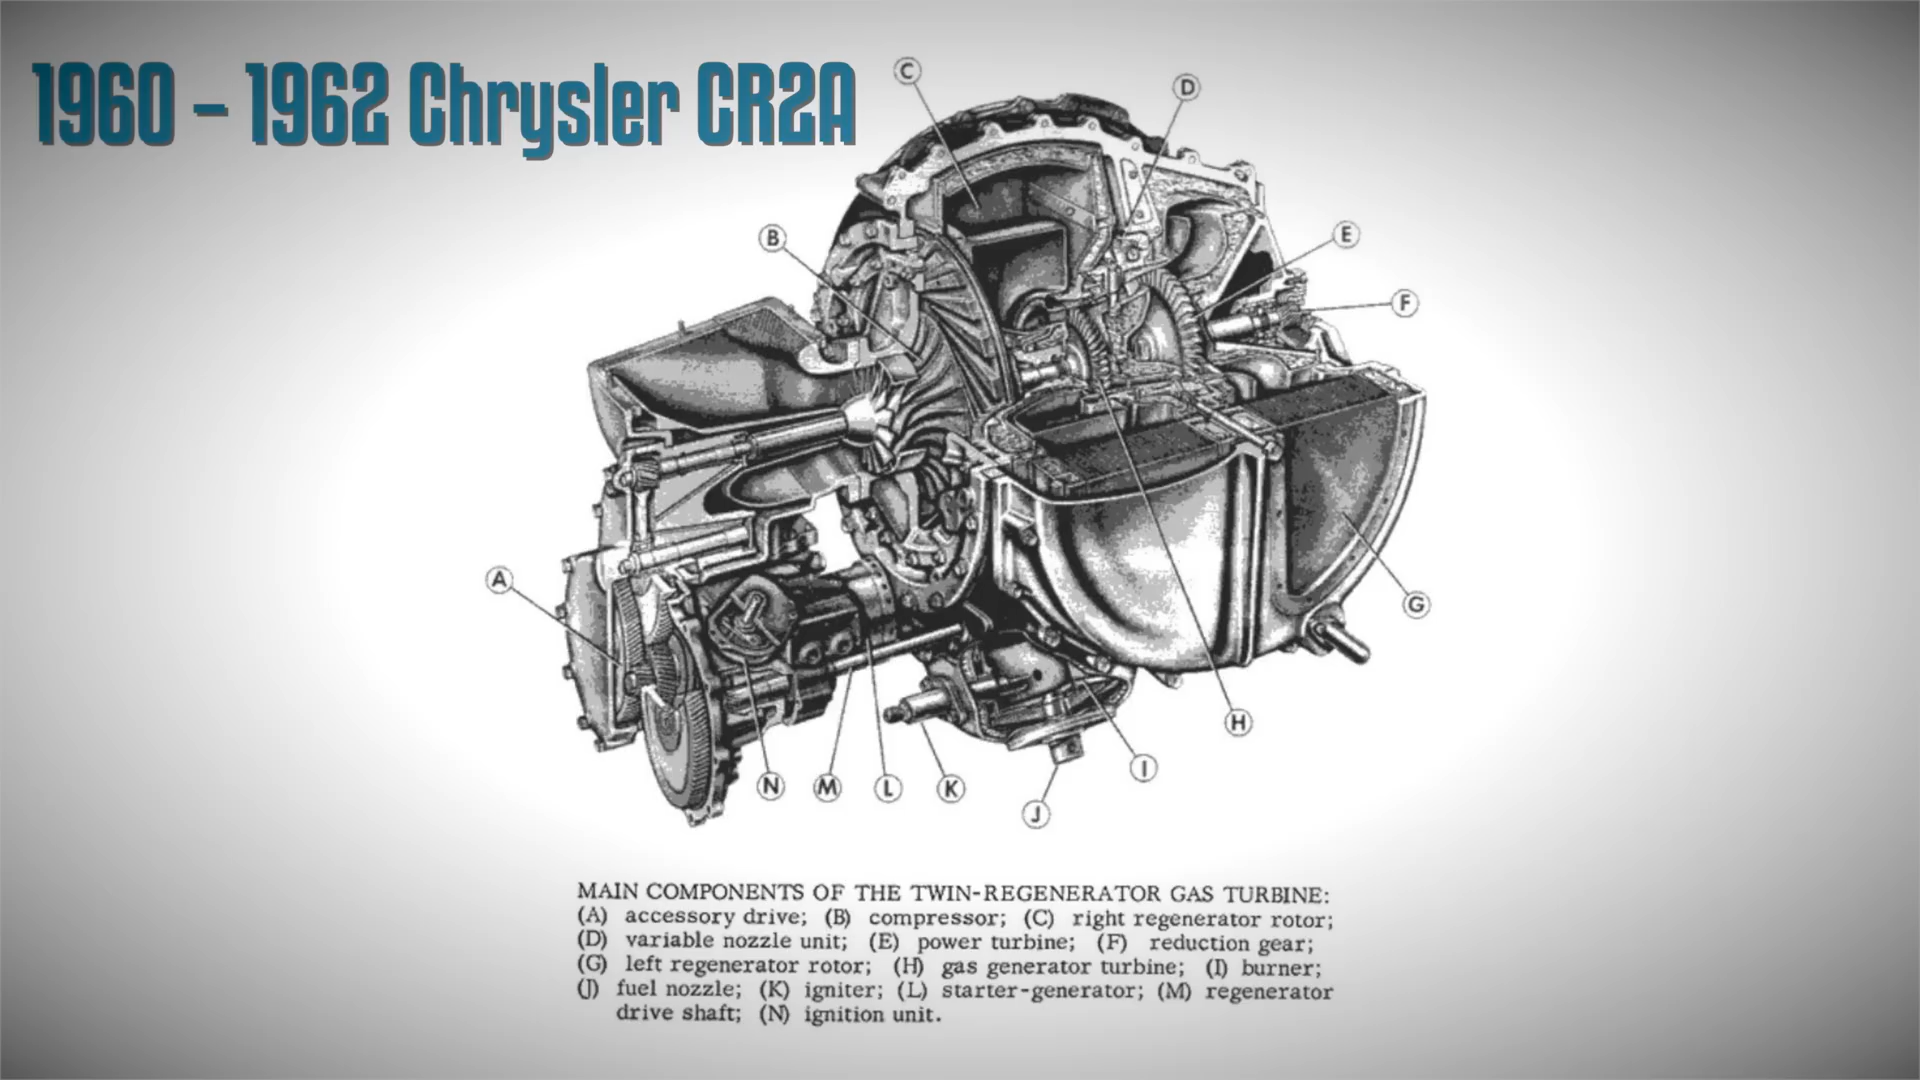 1960 - 1962 Chrysler CR2A
C
D
B
E
F
A
G
H
I
N
M
L
K
J
MAIN COMPONENTS OF THE TWIN-REGENERATOR GAS TURBINE:
(A) accessory drive; (B) compressor; (C) right regenerator rotor;
(D) variable nozzle unit; (E) power turbine; (F) reduction gear;
(G) left regenerator rotor; (H) gas generator turbine; (I) burner;
(J) fuel nozzle; (K) igniter; (L) starter-generator; (M) regenerator
drive shaft; (N) ignition unit.